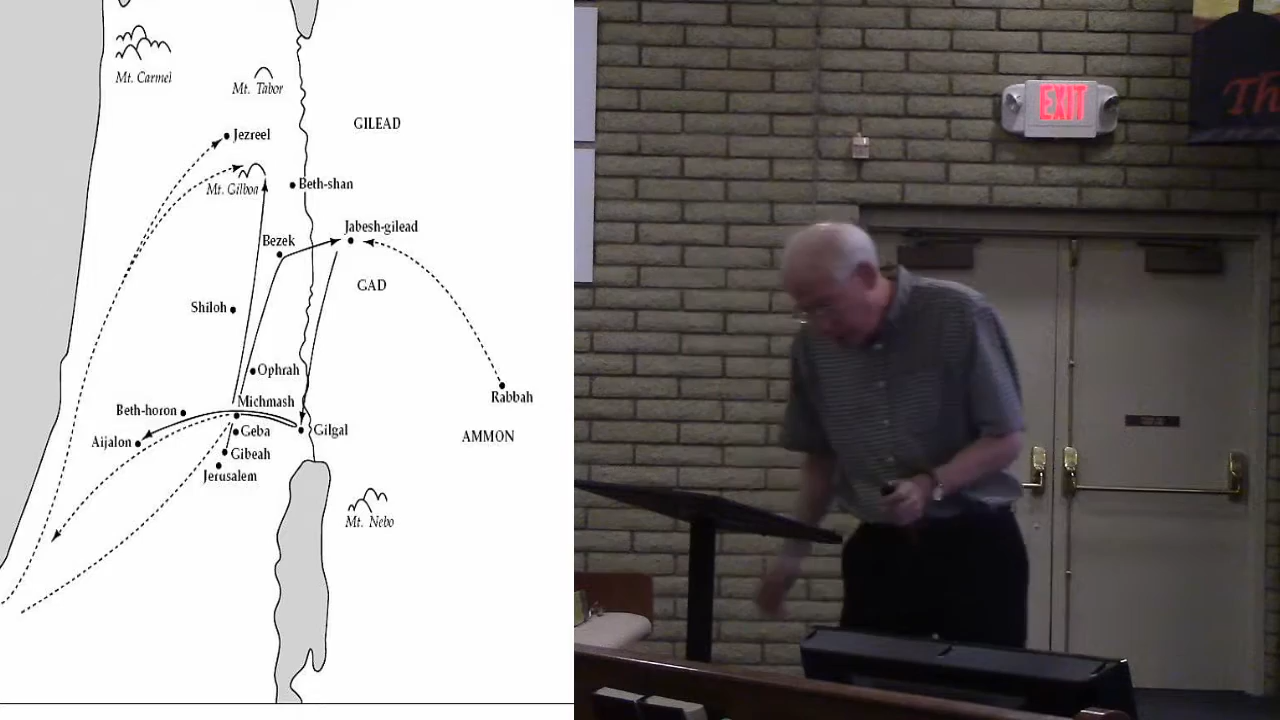 Mt. Carmel
Mt. Tabor
GILEAD
Jezreel
Mt. Gilboa
Beth-shan
Jabesh-gilead
Bezek
GAD
Shiloh
Ophrah
Rabbah
Michmash
Beth-horon
Gilgal
Geba
Aijalon
AMMON
Gibeah
Jerusalem
Mt. Nebo
EXIT
Th